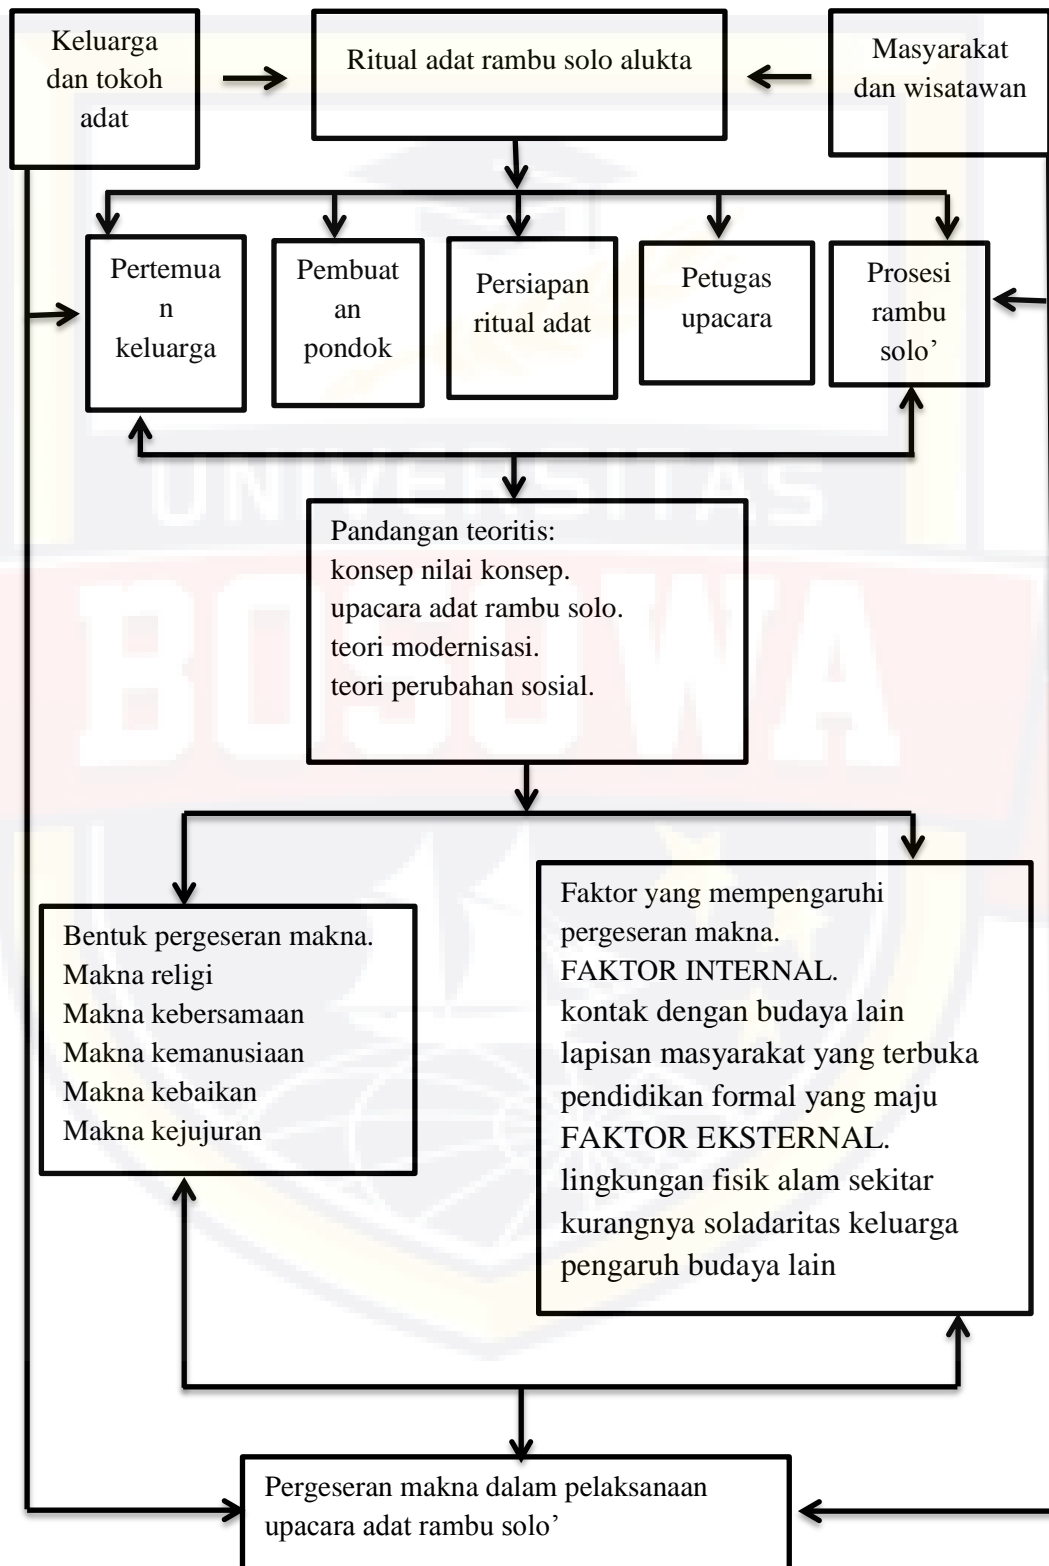 Keluarga
dan tokoh
adat
Ritual adat rambu solo alukta
Masyarakat
dan wisatawan
Pertemua
n
keluarga
Pembuat
an
pondok
Persiapan
ritual adat
Petugas
upacara
Prosesi
rambu
solo’
UNIVERSITAS
BOSOWA
Pandangan teoritis:
konsep nilai konsep.
upacara adat rambu solo.
teori modernisasi.
teori perubahan sosial.
Bentuk pergeseran makna.
Makna religi
Makna kebersamaan
Makna kemanusiaan
Makna kebaikan
Makna kejujuran
Faktor yang mempengaruhi
pergeseran makna.
FAKTOR INTERNAL.
kontak dengan budaya lain
lapisan masyarakat yang terbuka
pendidikan formal yang maju
FAKTOR EKSTERNAL.
lingkungan fisik alam sekitar
kurangnya soladaritas keluarga
pengaruh budaya lain
Pergeseran makna dalam pelaksanaan
upacara adat rambu solo’